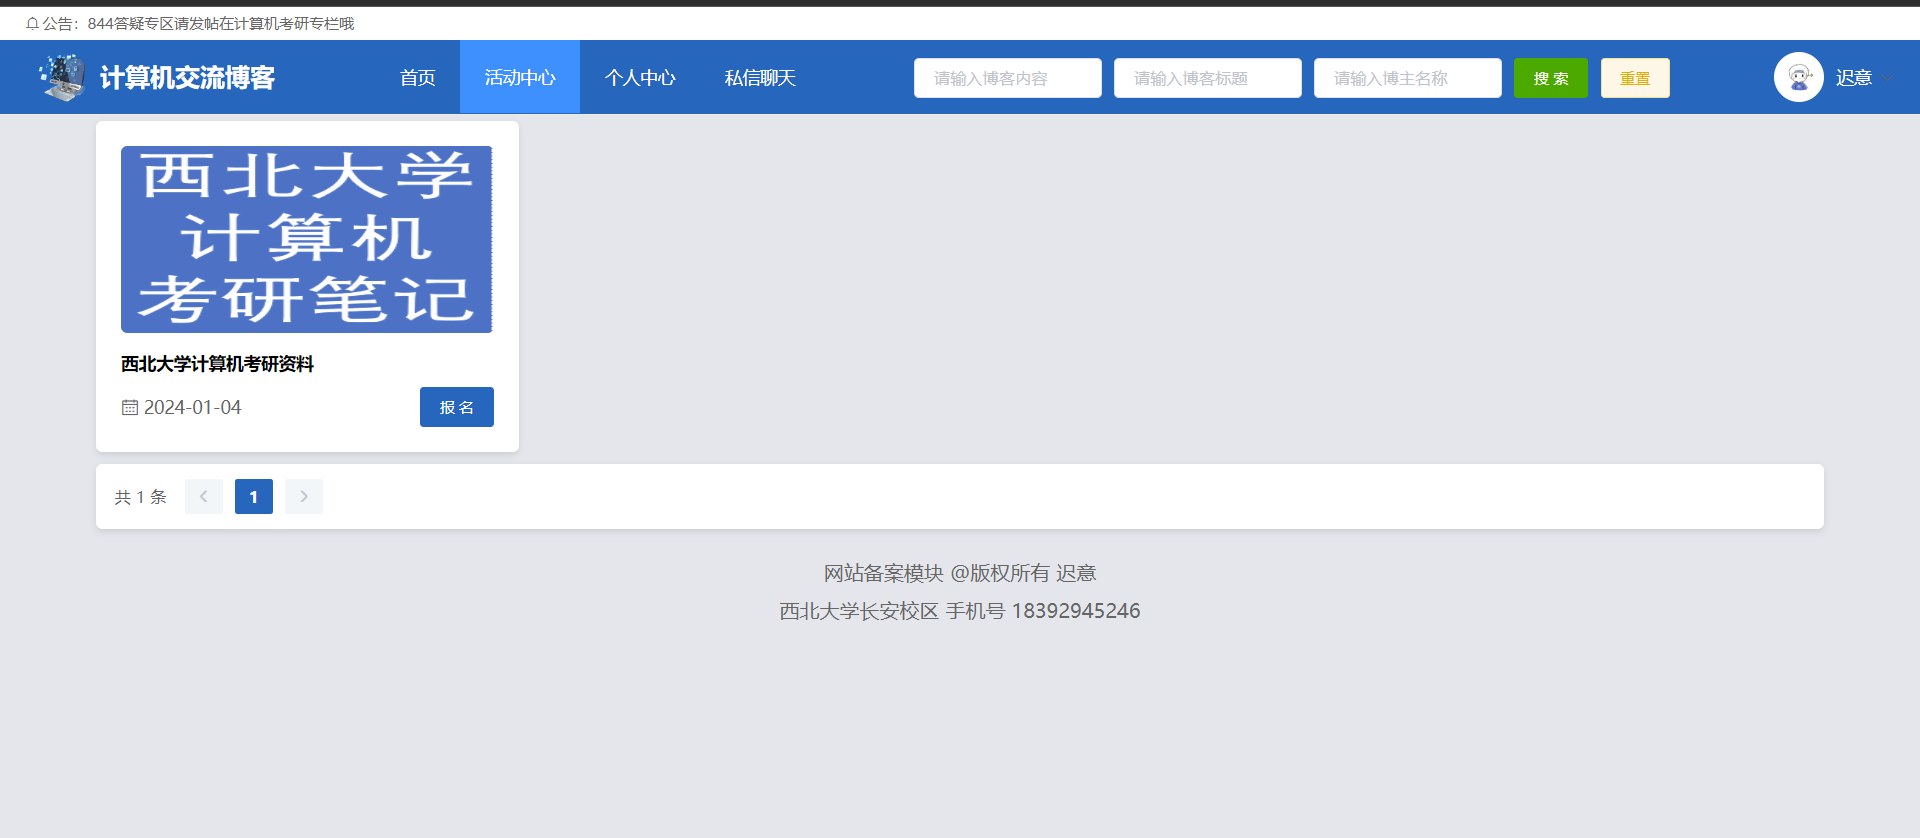 公告：844答疑专区请发帖在计算机考研专栏哦
计算机交流博客 首页 活动中心 个人中心 私信聊天 请输入博客内容 请输入博客标题 请输入博主名称 搜 索 重置 迟意
西北大学
计算机
考研笔记
西北大学计算机考研资料
2024-01-04 报 名
共 1 条 1
网站备案模块 @版权所有 迟意
西北大学长安校区 手机号 18392945246